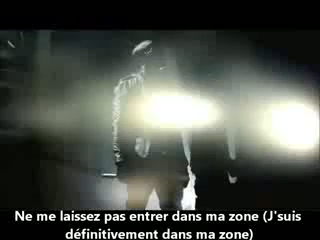 Ne me laissez pas entrer dans ma zone (J'suis
définitivement dans ma zone)